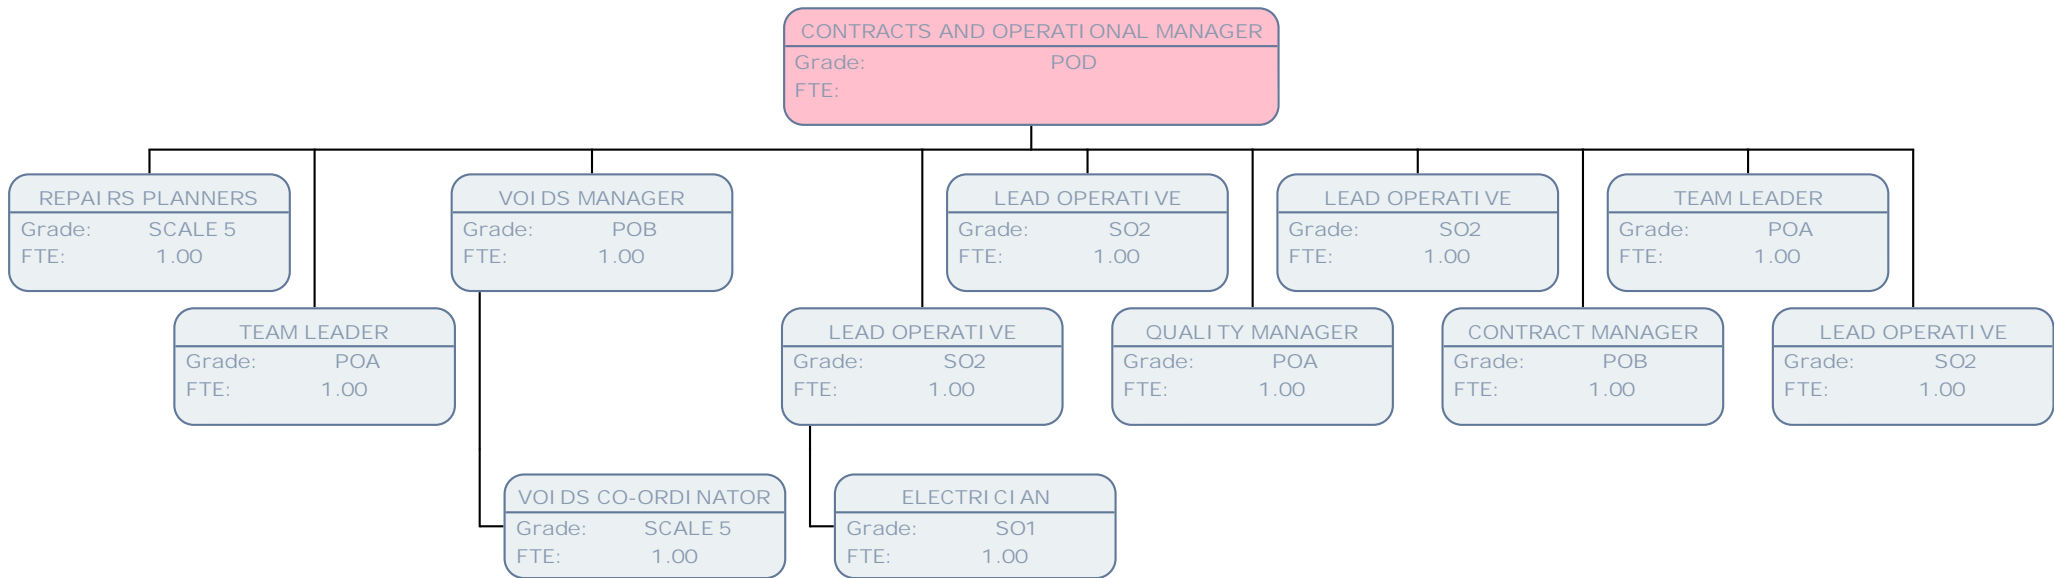 CONTRACTS AND OPERATIONAL MANAGER
Grade: POD
FTE:
REPAIRS PLANNERS
Grade: SCALE 5
FTE: 1.00
VOIDS MANAGER
Grade: POB
FTE: 1.00
LEAD OPERATIVE
Grade: SO2
FTE: 1.00
LEAD OPERATIVE
Grade: SO2
FTE: 1.00
TEAM LEADER
Grade: POA
FTE: 1.00
TEAM LEADER
Grade: POA
FTE: 1.00
LEAD OPERATIVE
Grade: SO2
FTE: 1.00
QUALITY MANAGER
Grade: POA
FTE: 1.00
CONTRACT MANAGER
Grade: POB
FTE: 1.00
LEAD OPERATIVE
Grade: SO2
FTE: 1.00
VOIDS CO-ORDINATOR
Grade: SCALE 5
FTE: 1.00
ELECTRICIAN
Grade: SO1
FTE: 1.00